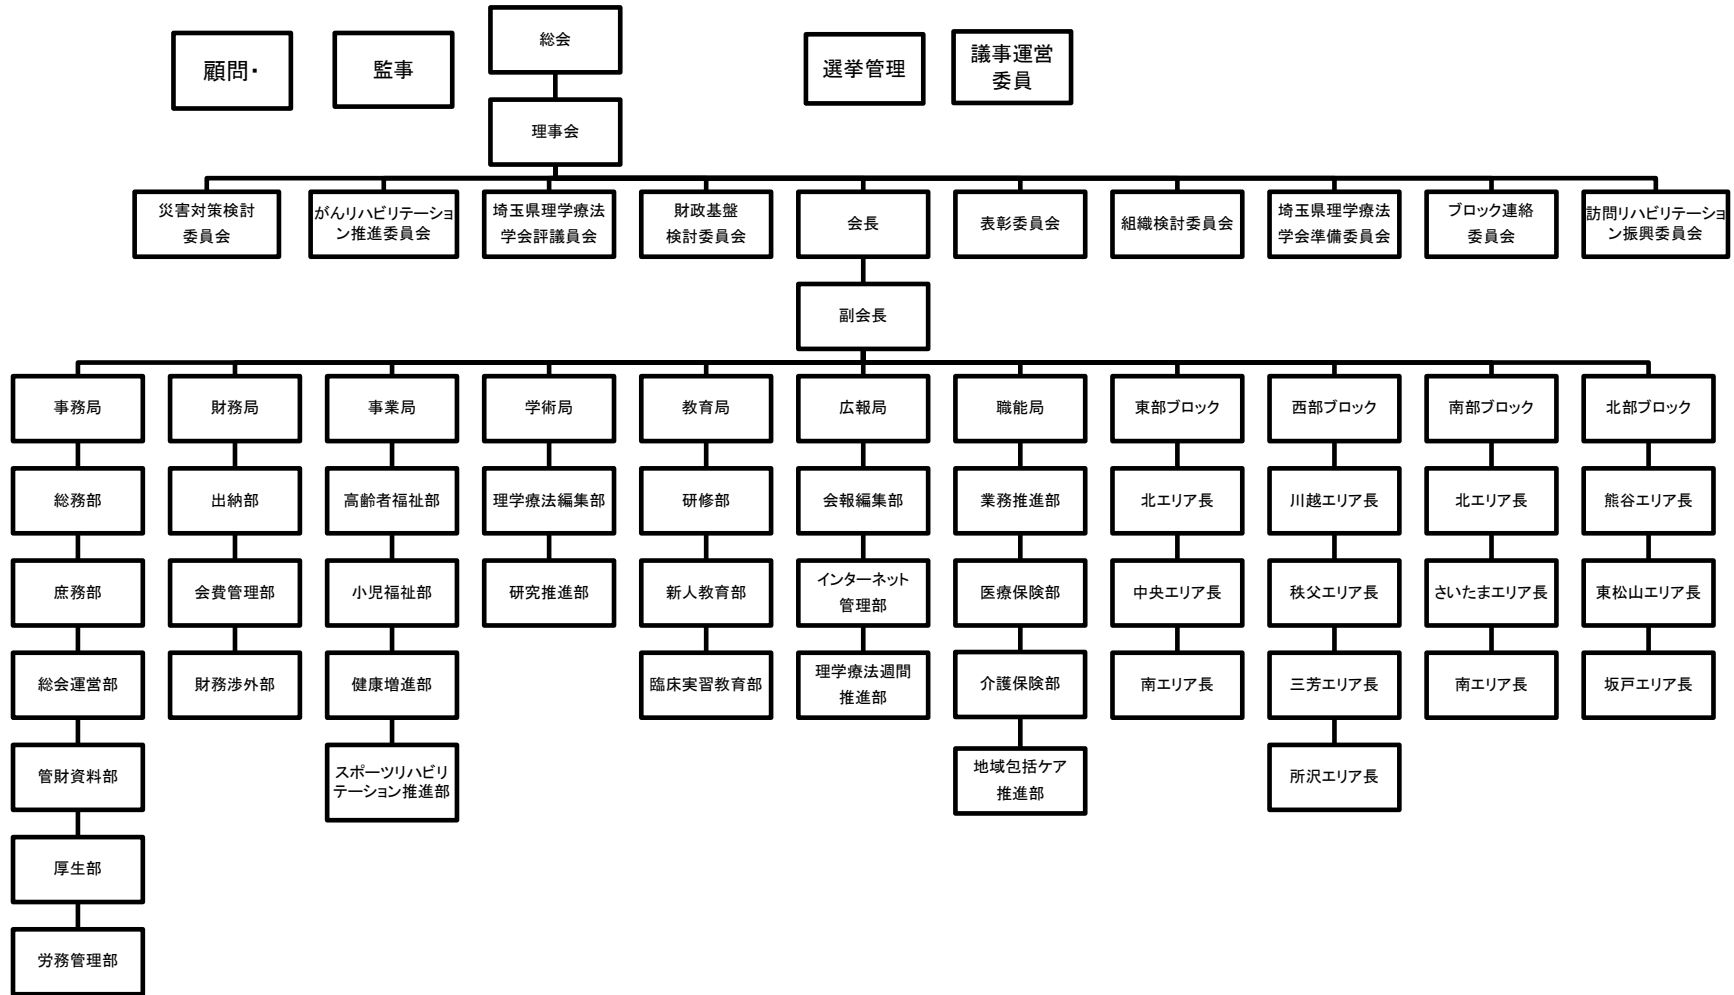 総会
顧問・
監事
選挙管理
議事運営
委員
理事会
災害対策検討
委員会
がんリハビリテーショ
ン推進委員会
埼玉県理学療法
学会評議員会
財政基盤
検討委員会
会長
表彰委員会
組織検討委員会
埼玉県理学療法
学会準備委員会
ブロック連絡
委員会
訪問リハビリテーショ
ン振興委員会
副会長
事務局
財務局
事業局
学術局
教育局
広報局
職能局
東部ブロック
西部ブロック
南部ブロック
北部ブロック
総務部
出納部
高齢者福祉部
理学療法編集部
研修部
会報編集部
業務推進部
北エリア長
川越エリア長
北エリア長
熊谷エリア長
庶務部
会費管理部
小児福祉部
研究推進部
新人教育部
インターネット
管理部
医療保険部
中央エリア長
秩父エリア長
さいたまエリア長
東松山エリア長
総会運営部
財務渉外部
健康増進部
臨床実習教育部
理学療法週間
推進部
介護保険部
南エリア長
三芳エリア長
南エリア長
坂戸エリア長
管財資料部
スポーツリハビリ
テーション推進部
地域包括ケア
推進部
所沢エリア長
厚生部
労務管理部